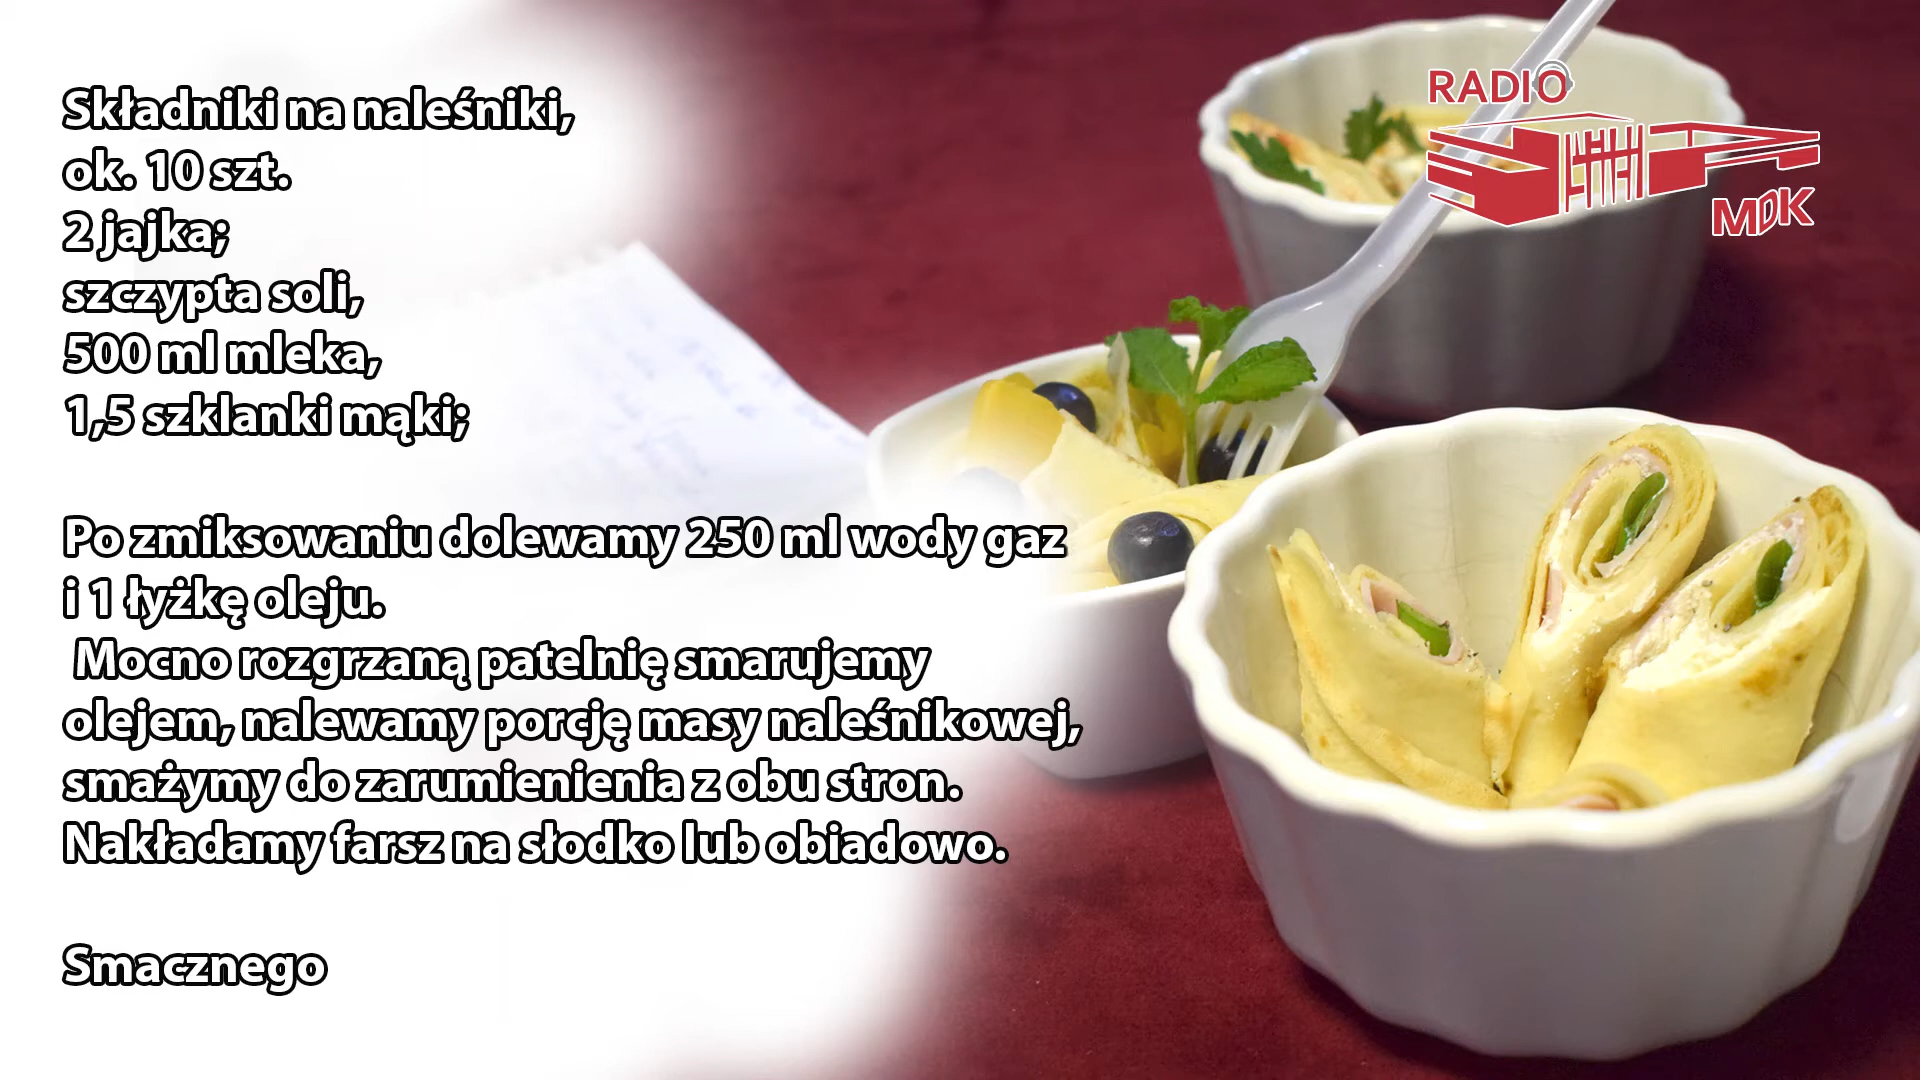 Składniki na naleśniki,
ok. 10 szt.
2 jajka;
szczypta soli,
500 ml mleka,
1,5 szklanki mąki;
Po zmiksowaniu dolewamy 250 ml wody gaz
i 1 łyżkę oleju.
Mocno rozgrzaną patelnię smarujemy
olejem, nalewamy porcję masy naleśnikowej,
smażymy do zarumienienia z obu stron.
Nakładamy farsz na słodko lub obiadowo.
Smacznego
RADIO
MDK